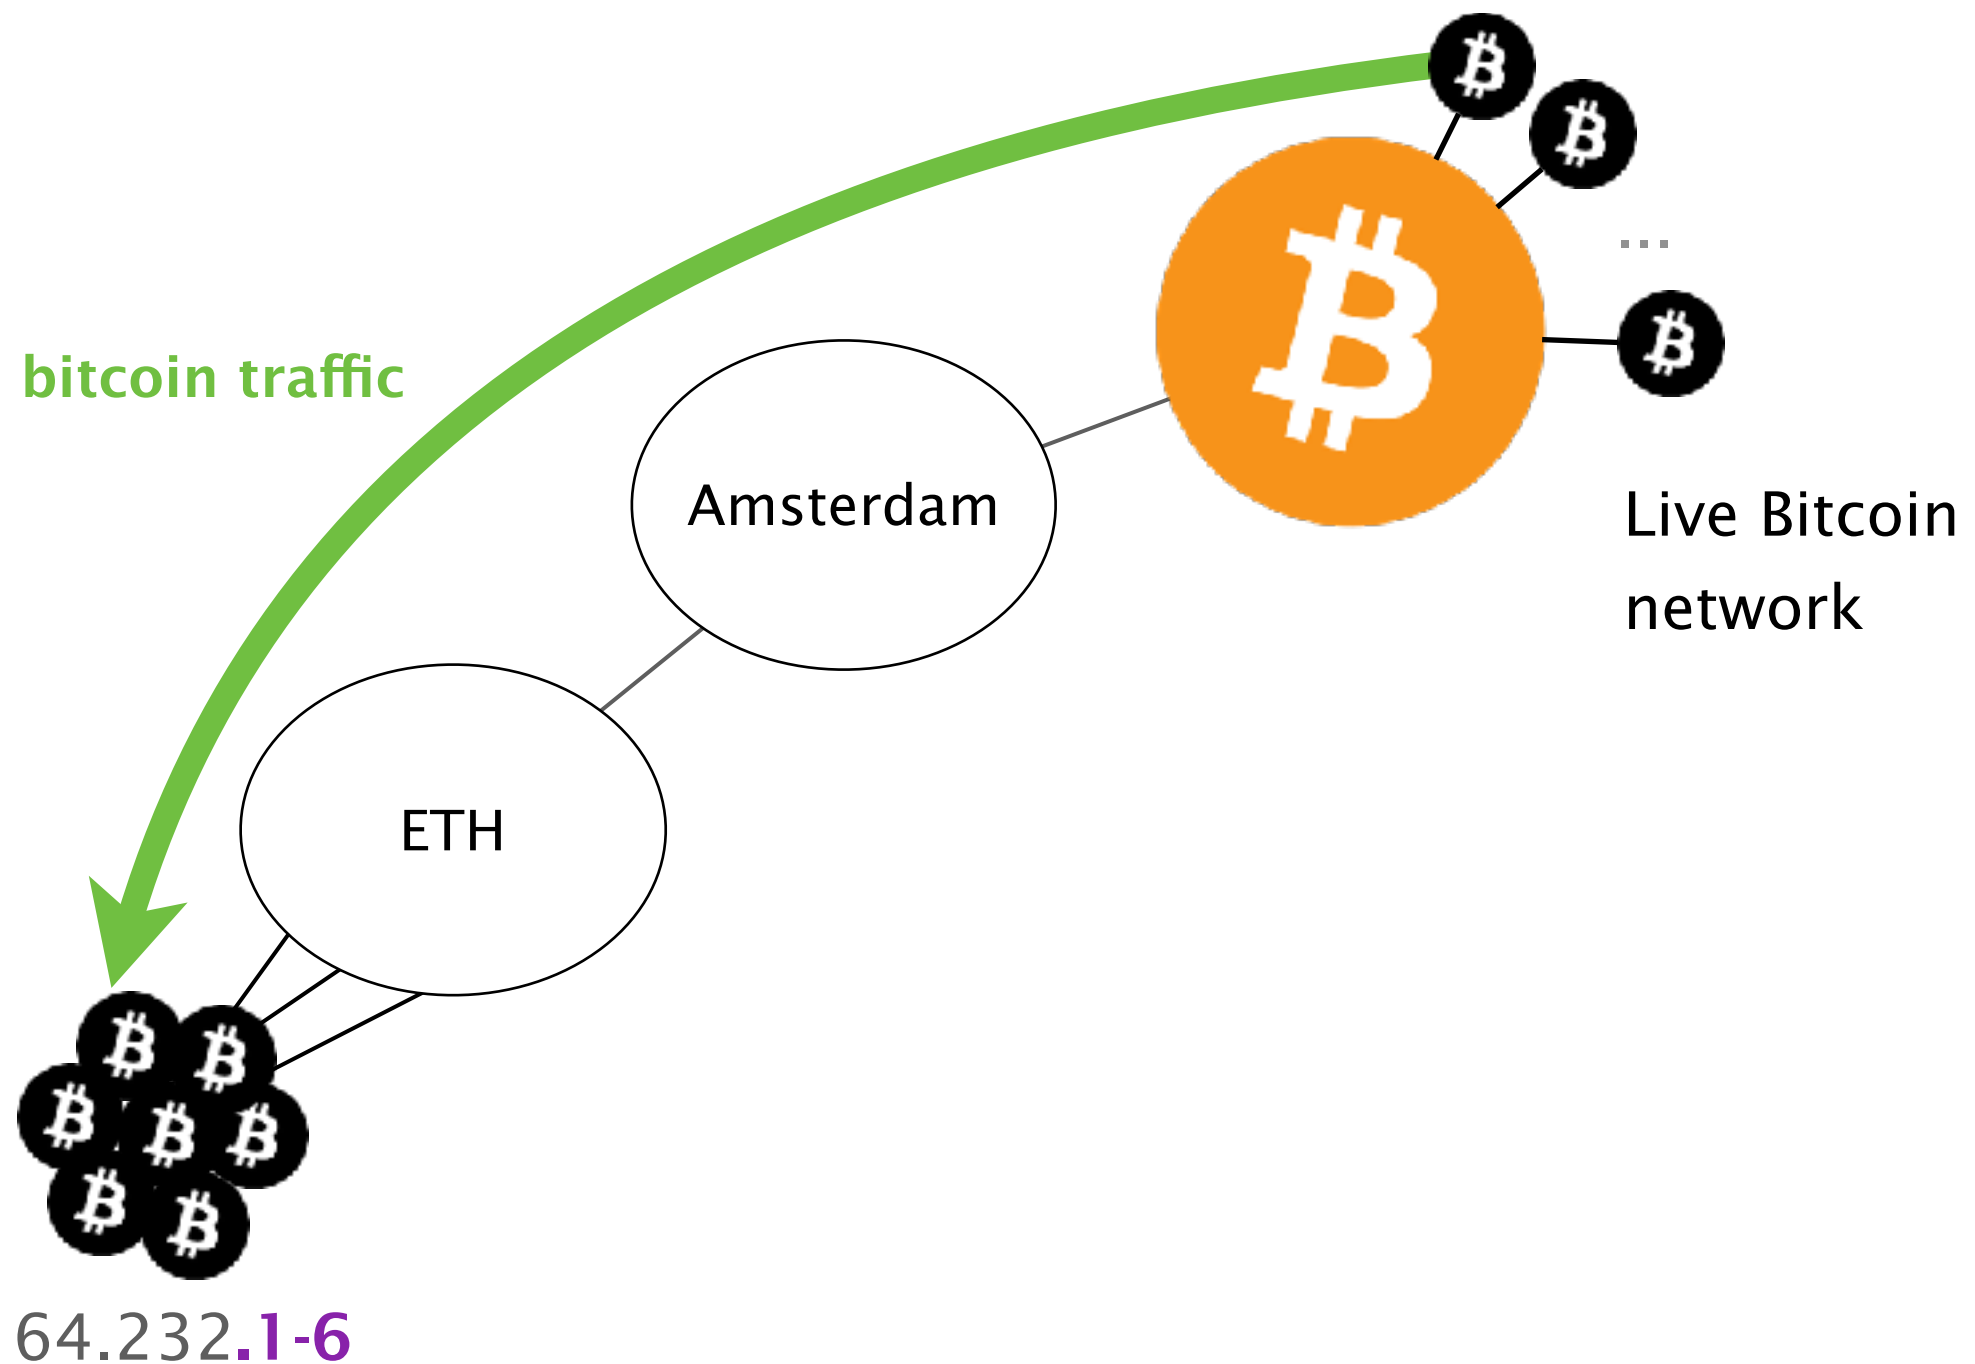 bitcoin traffic
Amsterdam
...
Live Bitcoin
network
ETH
64.232.1-6